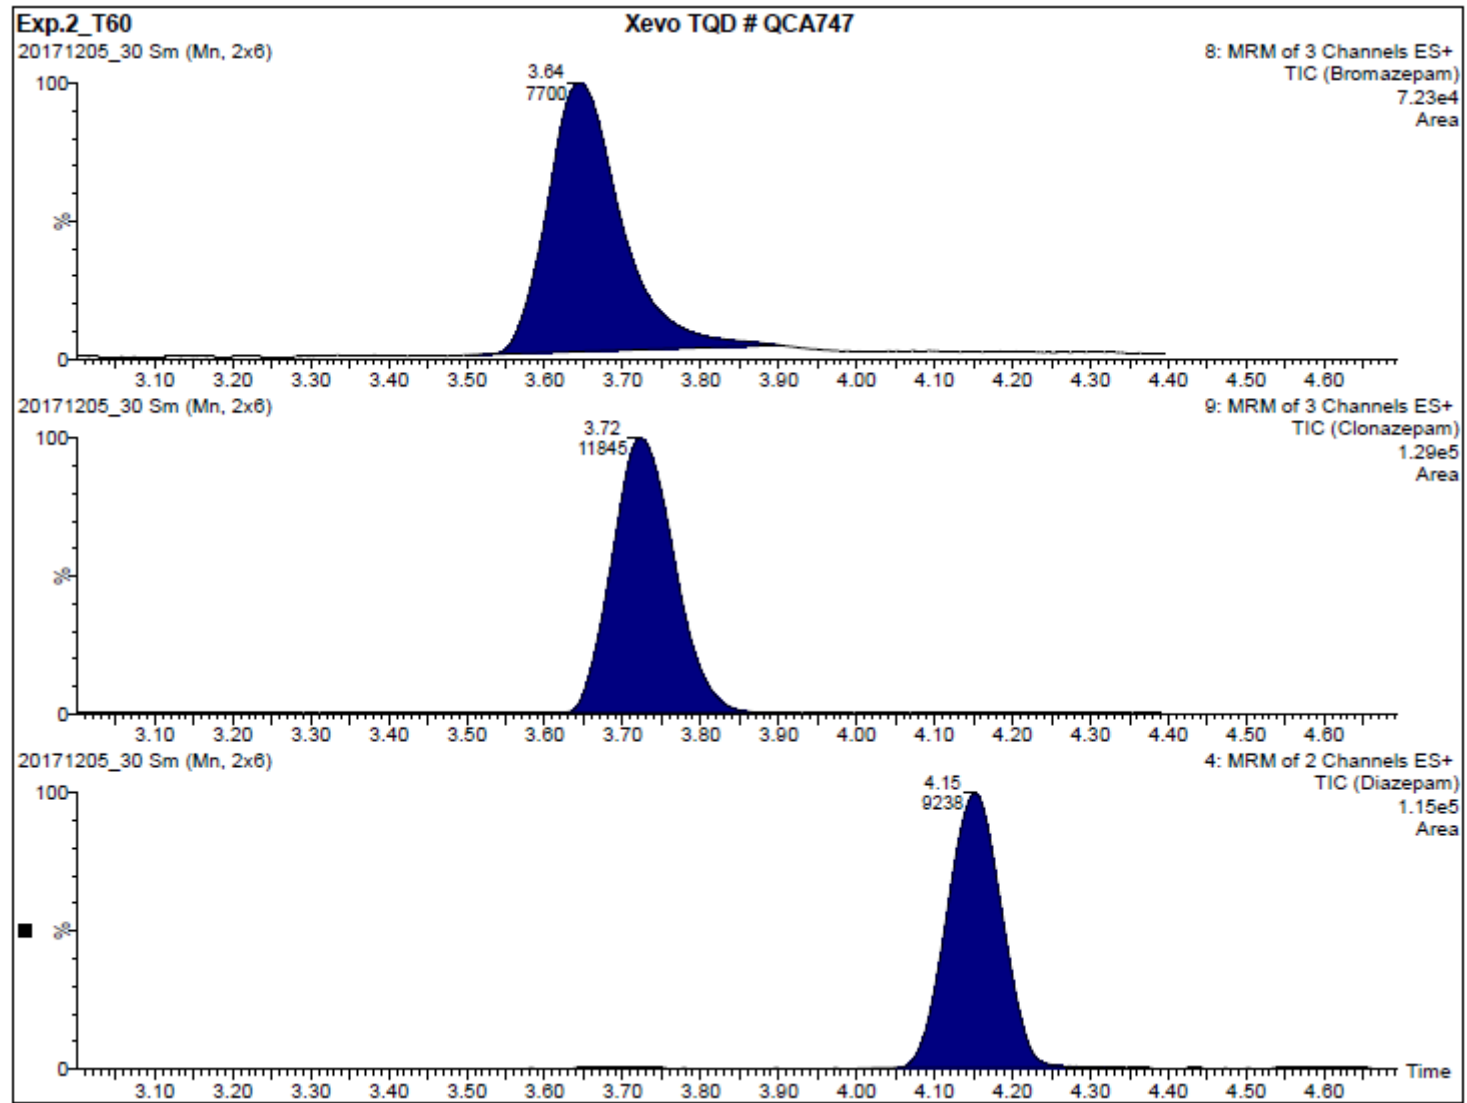 Exp.2_T60 Xevo TQD # QCA747
20171205_30 Sm (Mn, 2x6) 8: MRM of 3 Channels ES+
TIC (Bromazepam)
7.23e4
Area
3.64
7700
100
%
0
3.10 3.20 3.30 3.40 3.50 3.60 3.70 3.80 3.90 4.00 4.10 4.20 4.30 4.40 4.50 4.60
20171205_30 Sm (Mn, 2x6) 9: MRM of 3 Channels ES+
TIC (Clonazepam)
1.29e5
Area
3.72
11845
100
%
0
3.10 3.20 3.30 3.40 3.50 3.60 3.70 3.80 3.90 4.00 4.10 4.20 4.30 4.40 4.50 4.60
20171205_30 Sm (Mn, 2x6) 4: MRM of 2 Channels ES+
TIC (Diazepam)
1.15e5
Area
4.15
9238
100
%
0
Time
3.10 3.20 3.30 3.40 3.50 3.60 3.70 3.80 3.90 4.00 4.10 4.20 4.30 4.40 4.50 4.60